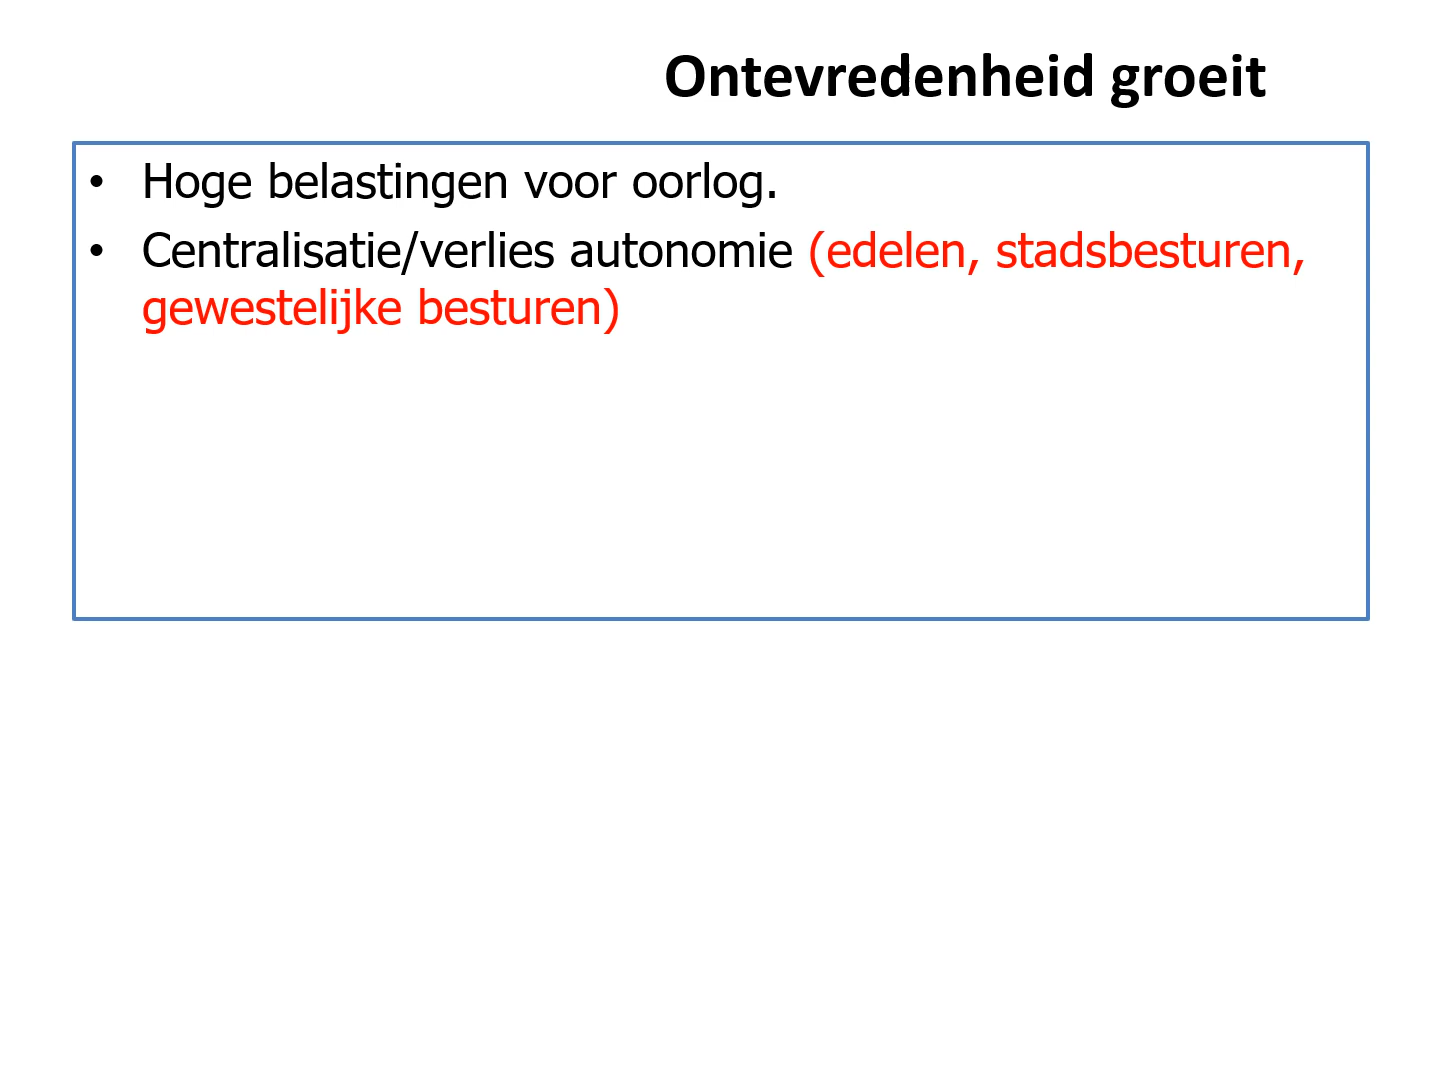 Ontevredenheid groeit
• Hoge belastingen voor oorlog.
• Centralisatie/verlies autonomie (edelen, stadsbesturen,
gewestelijke besturen)